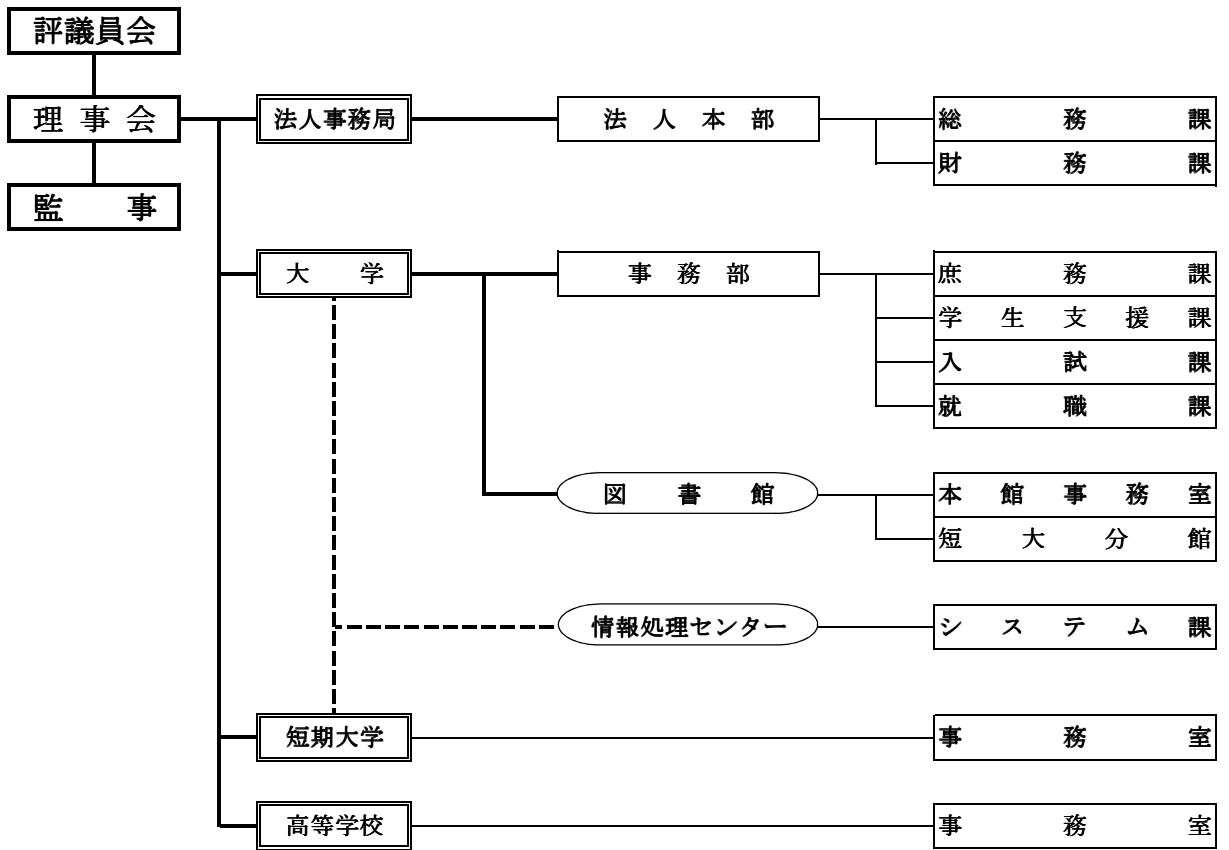 評議員会
理事会 法人事務局 法人本部 総務課
財務課
監事
大学 事務部 庶務課
学生支援課
入試課
就職課
図書館 本館事務室
短大分館
情報処理センター システム課
短期大学 事務室
高等学校 事務室